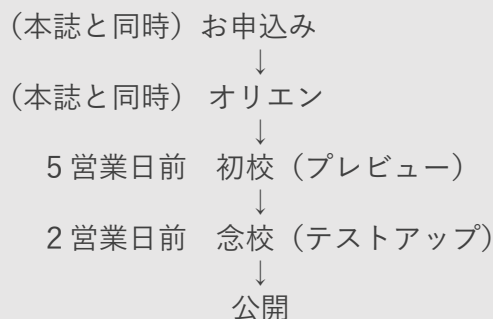 （本誌と同時）お申込み
↓
（本誌と同時） オリエン
↓
5 営業日前　初校（プレビュー）
↓
2 営業日前　念校（テストアップ）
↓
公開